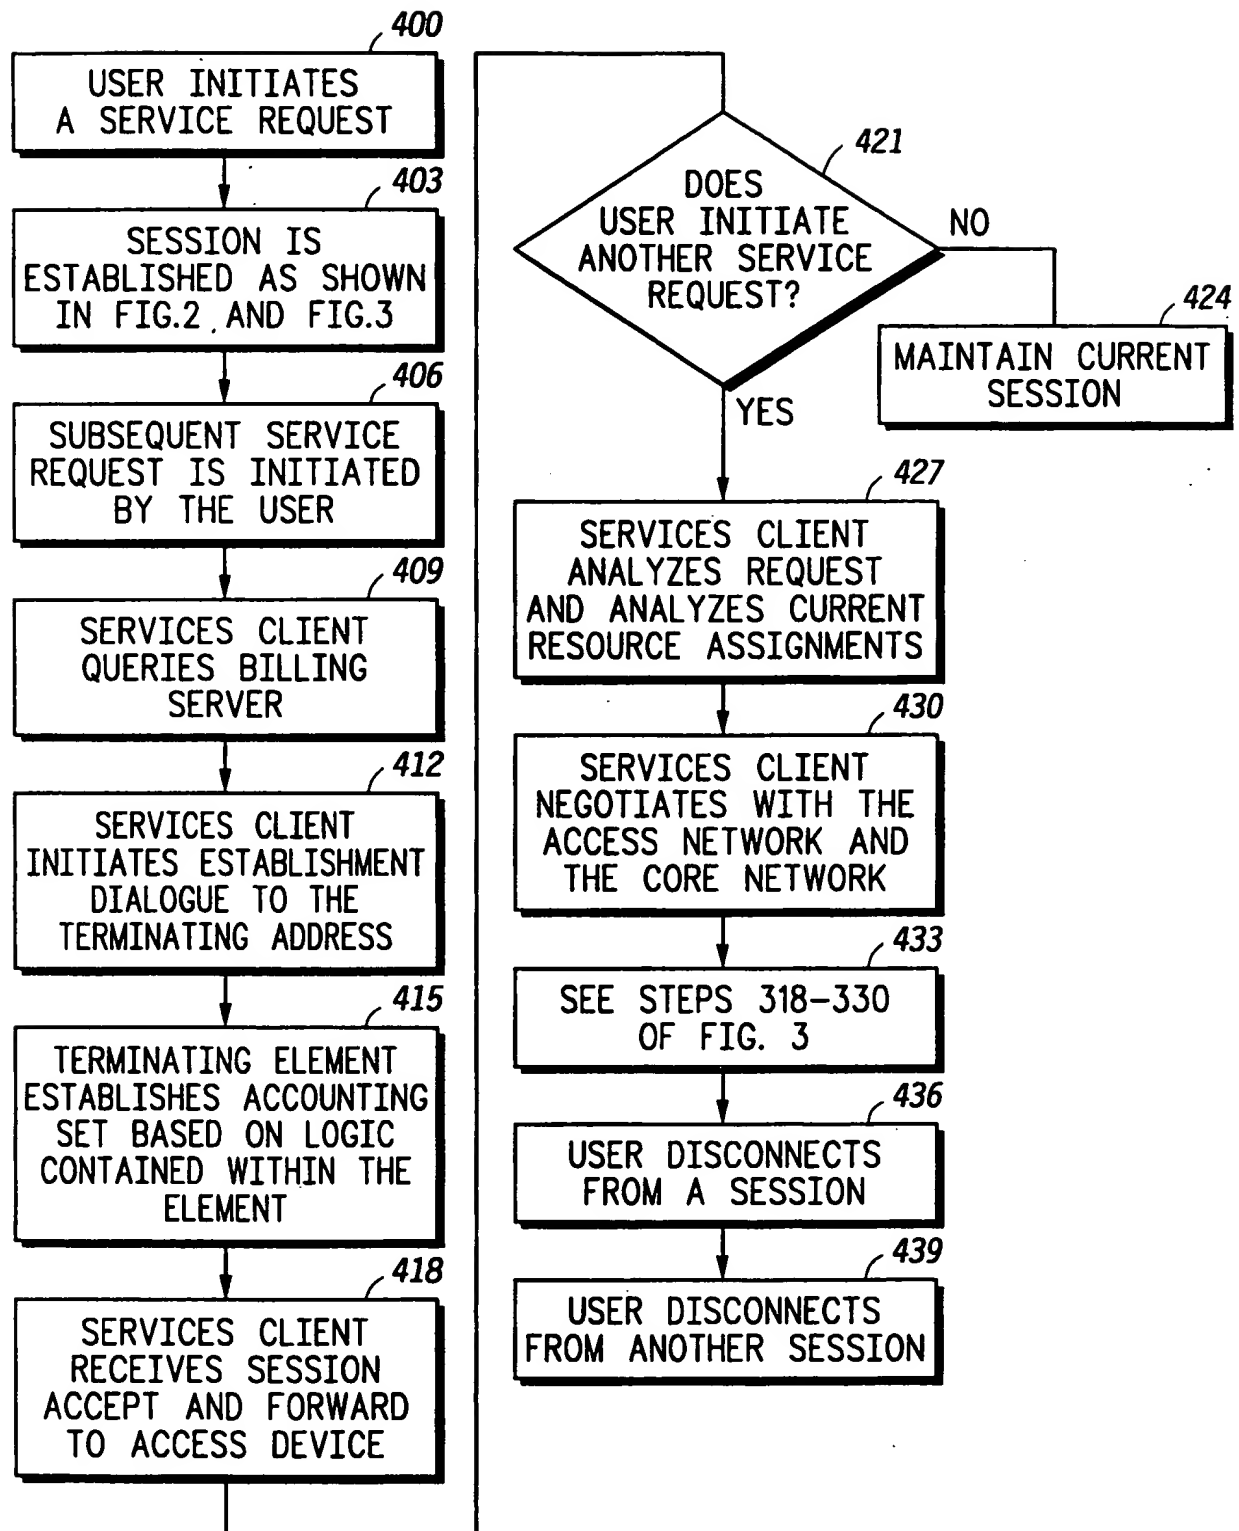 400
USER INITIATES
A SERVICE REQUEST
403
SESSION IS
ESTABLISHED AS SHOWN
IN FIG.2 AND FIG.3
406
SUBSEQUENT SERVICE
REQUEST IS INITIATED
BY THE USER
409
SERVICES CLIENT
QUERIES BILLING
SERVER
412
SERVICES CLIENT
INITIATES ESTABLISHMENT
DIALOGUE TO THE
TERMINATING ADDRESS
415
TERMINATING ELEMENT
ESTABLISHES ACCOUNTING
SET BASED ON LOGIC
CONTAINED WITHIN THE
ELEMENT
418
SERVICES CLIENT
RECEIVES SESSION
ACCEPT AND FORWARD
TO ACCESS DEVICE
421
DOES
USER INITIATE
ANOTHER SERVICE
REQUEST?
NO
424
MAINTAIN CURRENT
SESSION
YES
427
SERVICES CLIENT
ANALYZES REQUEST
AND ANALYZES CURRENT
RESOURCE ASSIGNMENTS
430
SERVICES CLIENT
NEGOTIATES WITH THE
ACCESS NETWORK AND
THE CORE NETWORK
433
SEE STEPS 318-330
OF FIG. 3
436
USER DISCONNECTS
FROM A SESSION
439
USER DISCONNECTS
FROM ANOTHER SESSION